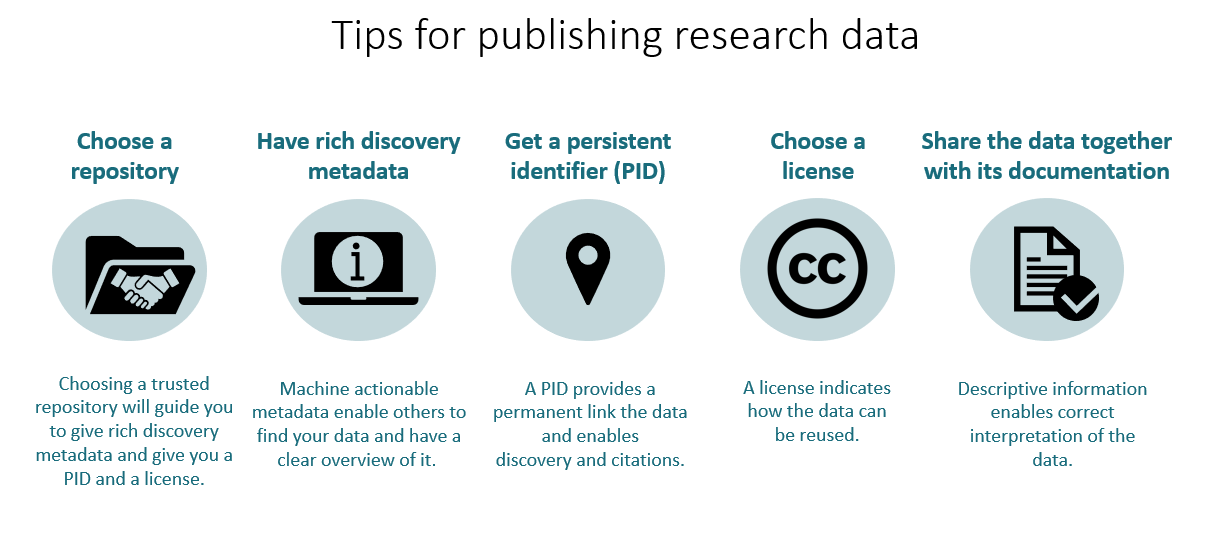 Tips for publishing research data
Choose a
repository
Have rich discovery
metadata
Get a persistent
identifier (PID)
Choose a
license
Share the data together
with its documentation
i
CC
Choosing a trusted
repository will guide you
to give rich discovery
metadata and give you a
PID and a license.
Machine actionable
metadata enable others to
find your data and have a
clear overview of it.
A PID provides a
permanent link the data
and enables
discovery and citations.
A license indicates
how the data can
be reused.
Descriptive information
enables correct
interpretation of the
data.